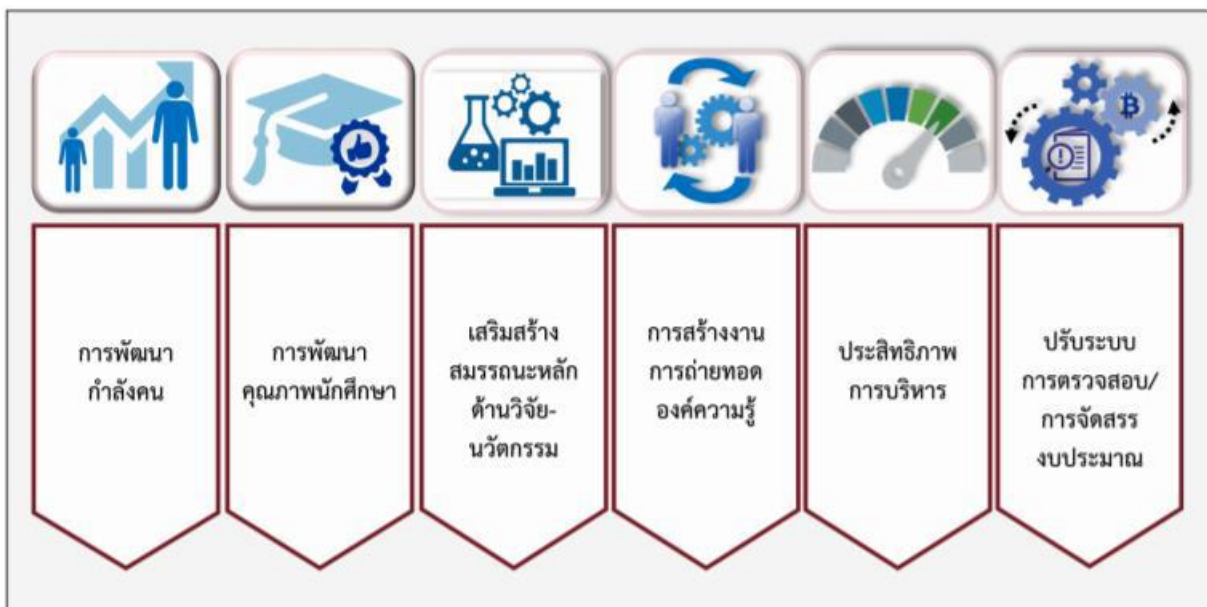 การพัฒนา
กำลังคน
การพัฒนา
คุณภาพนักศึกษา
เสริมสร้าง
สมรรถนะหลัก
ด้านวิจัย-
นวัตกรรม
การสร้างงาน
การถ่ายทอด
องค์ความรู้
ประสิทธิภาพ
การบริหาร
ปรับระบบ
การตรวจสอบ/
การจัดสรร
งบประมาณ